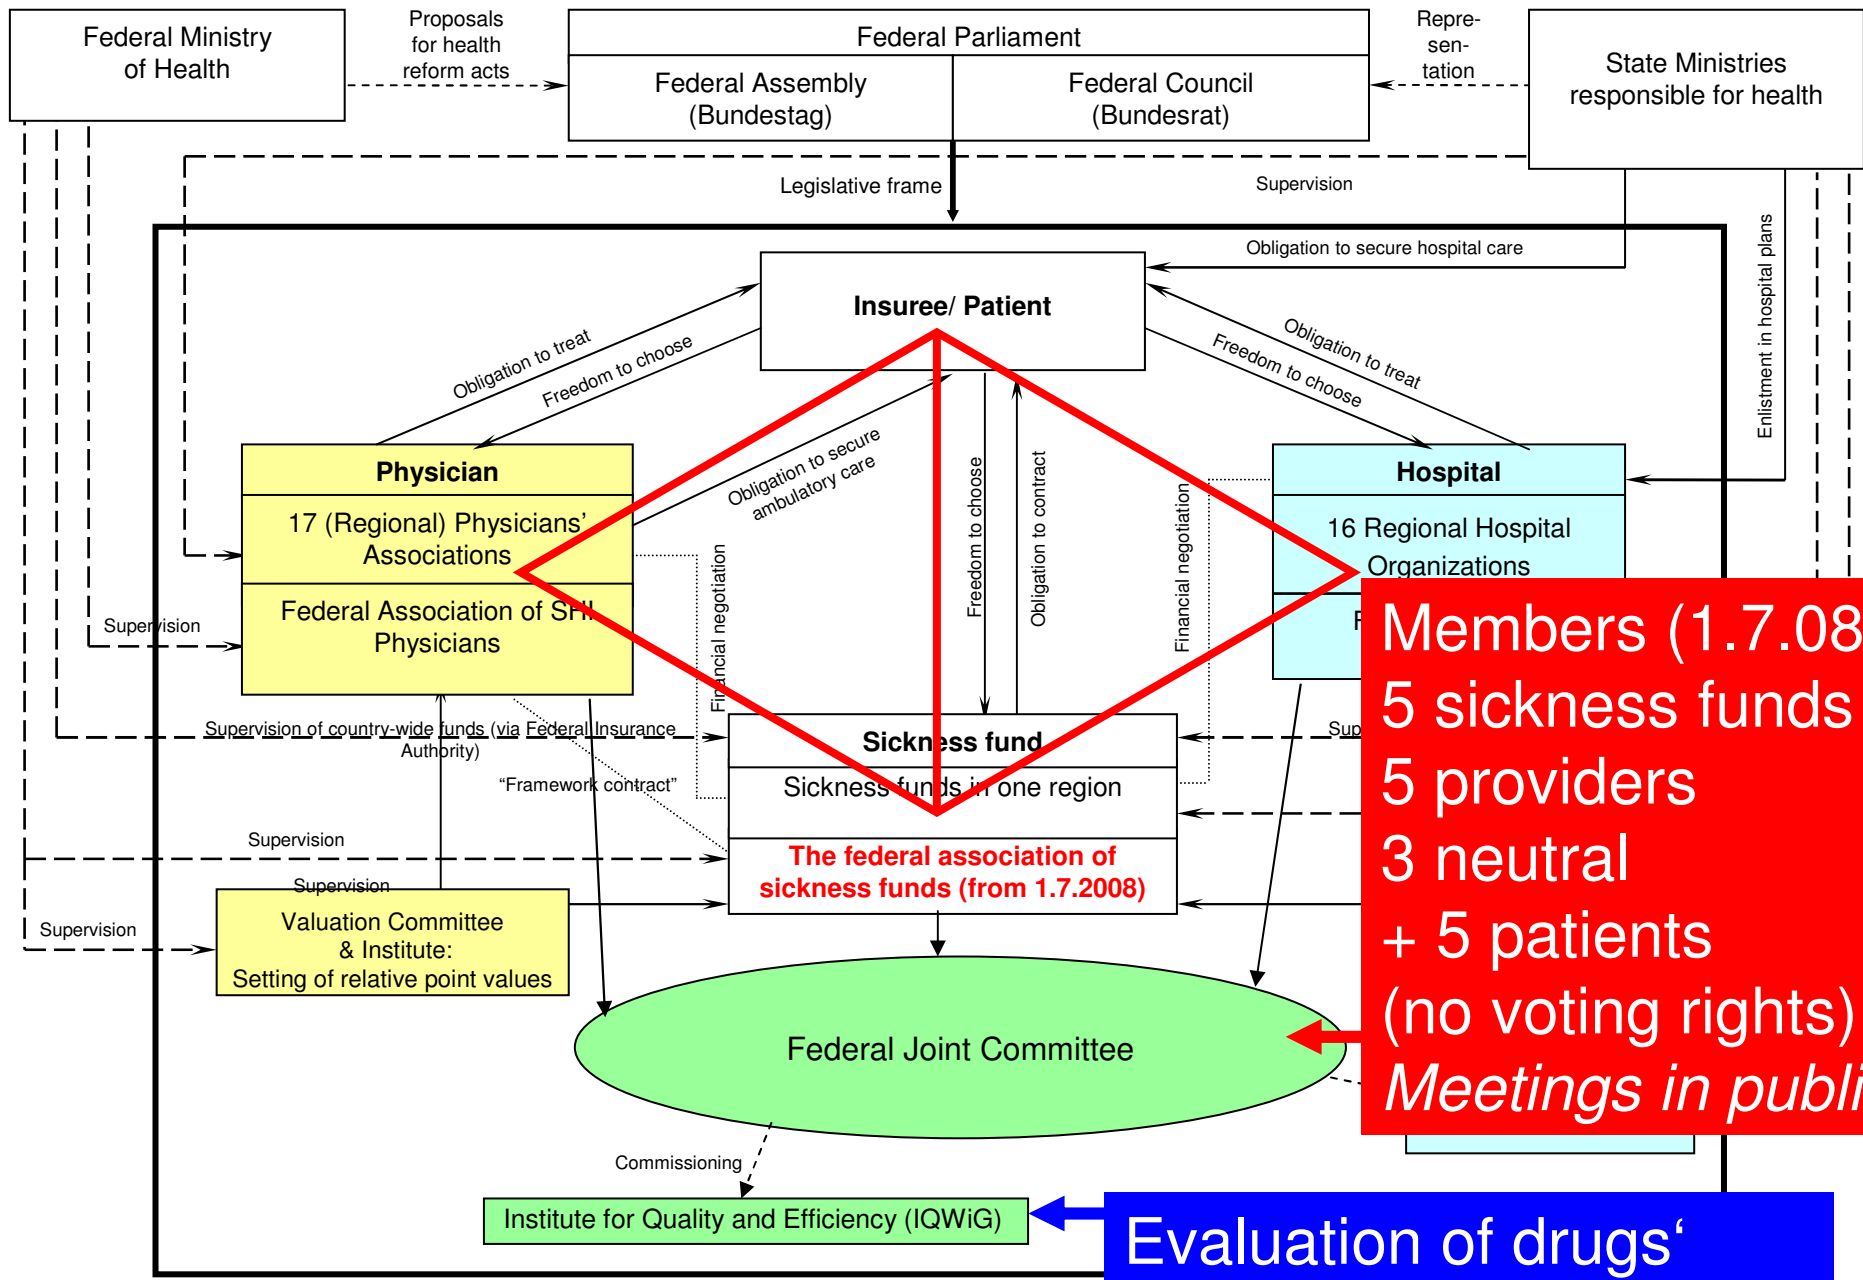 Federal Ministry
of Health
Proposals
for health
reform acts
Federal Parliament
Federal Assembly
(Bundestag)
Federal Council
(Bundesrat)
Repre-
sen-
tation
State Ministries
responsible for health
Legislative frame
Supervision
Obligation to secure hospital care
Enlistment in hospital plans
Insuree/ Patient
Obligation to treat
Freedom to choose
Obligation to treat
Freedom to choose
Obligation to secure
ambulatory care
Freedom to choose
Obligation to contract
Financial negotiation
Financial negotiation
Physician
17 (Regional) Physicians’
Associations
Federal Association of SHI
Physicians
Hospital
16 Regional Hospital
Organizations
F
Supervision
Supervision of country-wide funds (via Federal Insurance
Authority)
“Framework contract”
Sup
Sickness fund
Sickness funds in one region
The federal association of
sickness funds (from 1.7.2008)
Supervision
Supervision
Supervision
Valuation Committee
& Institute:
Setting of relative point values
Members (1.7.08
5 sickness funds
5 providers
3 neutral
+ 5 patients
(no voting rights)
Meetings in publi
Federal Joint Committee
Commissioning
Institute for Quality and Efficiency (IQWiG)
Evaluation of drugs‘